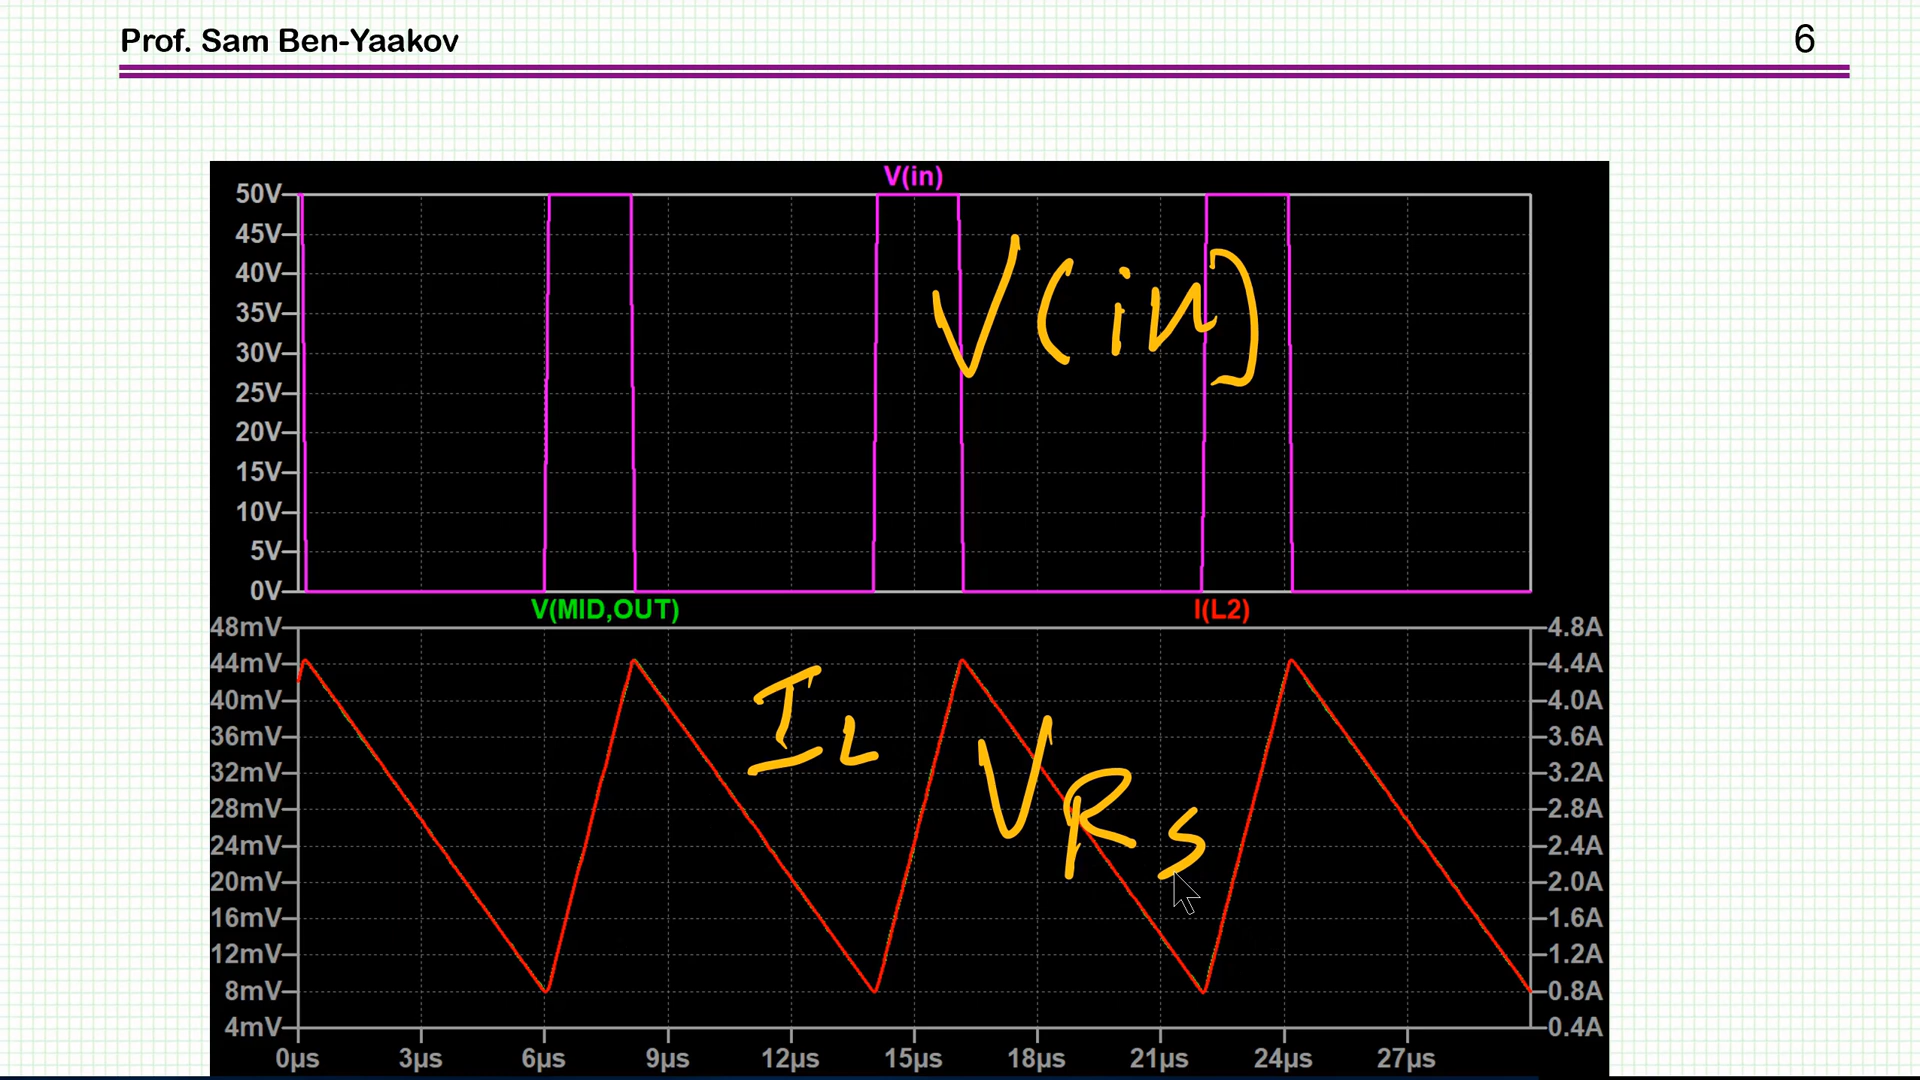 Prof. Sam Ben-Yaakov 6
V(in)
50V
45V
40V
35V
30V
25V
20V
15V
10V
5V
0V
V(in)
V(MID,OUT) I(L2)
48mV 4.8A
44mV 4.4A
40mV 4.0A
36mV 3.6A
32mV 3.2A
28mV 2.8A
24mV 2.4A
20mV 2.0A
16mV 1.6A
12mV 1.2A
8mV 0.8A
4mV 0.4A
IL
VRs
0µs 3µs 6µs 9µs 12µs 15µs 18µs 21µs 24µs 27µs